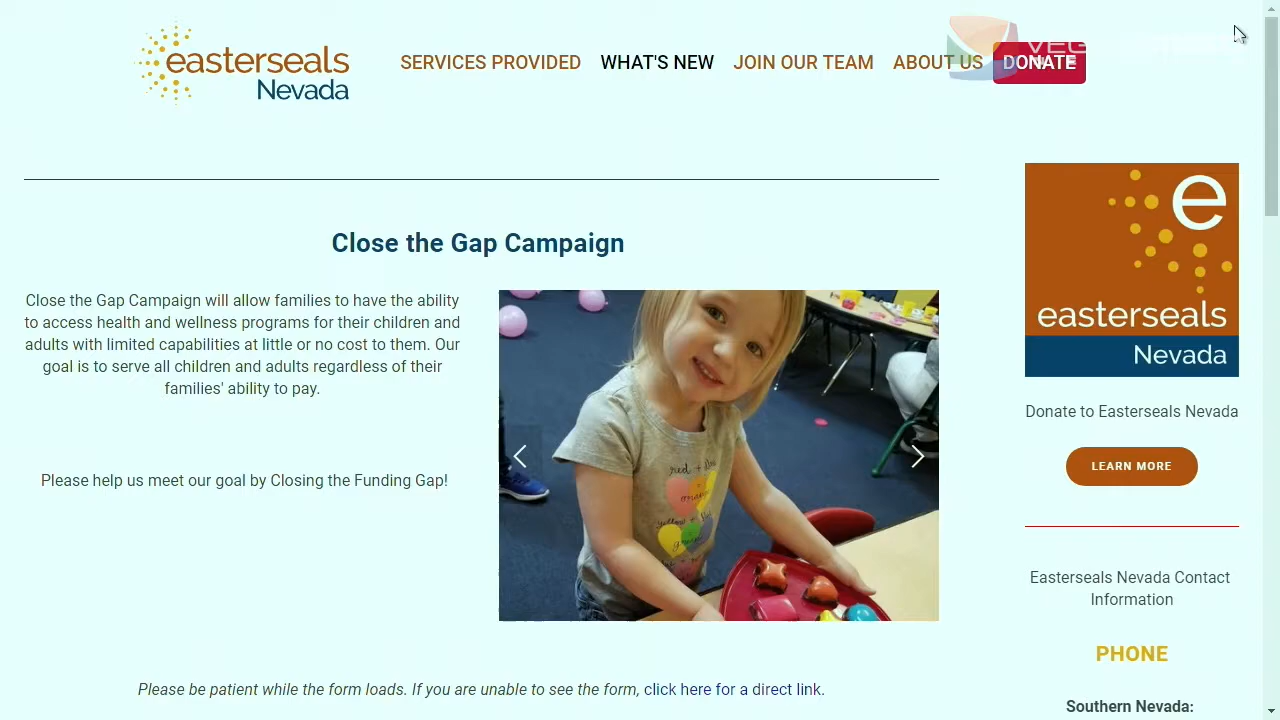 easterseals
Nevada
SERVICES PROVIDED
WHAT'S NEW
JOIN OUR TEAM
ABOUT US
DONATE
Close the Gap Campaign
Close the Gap Campaign will allow families to have the ability
to access health and wellness programs for their children and
adults with limited capabilities at little or no cost to them. Our
goal is to serve all children and adults regardless of their
families' ability to pay.
Please help us meet our goal by Closing the Funding Gap!
Please be patient while the form loads. If you are unable to see the form, click here for a direct link.
e
easterseals
Nevada
Donate to Easterseals Nevada
LEARN MORE
Easterseals Nevada Contact
Information
PHONE
Southern Nevada: